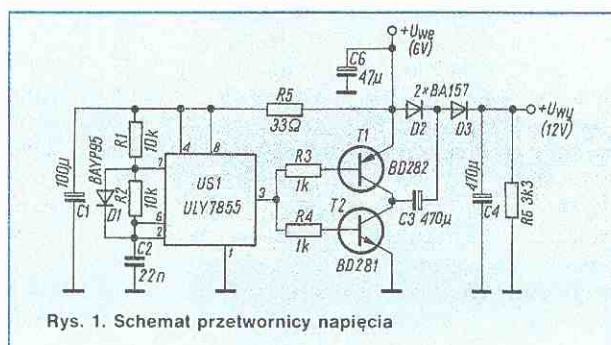 +Uwe
(6V)
C6
47μ
R5
33Ω
2×BA157
D2
D3
+Uwy
(12V)
100μ
C1
BAYP95
D1
R1
10k
R2
10k
C2
22n
4
8
7
6
2
3
1
US1
ULY7855
R3
1k
R4
1k
T1
BD282
T2
BD281
C3
470μ
470μ
C4
R6 3k3
Rys. 1. Schemat przetwornicy napięcia